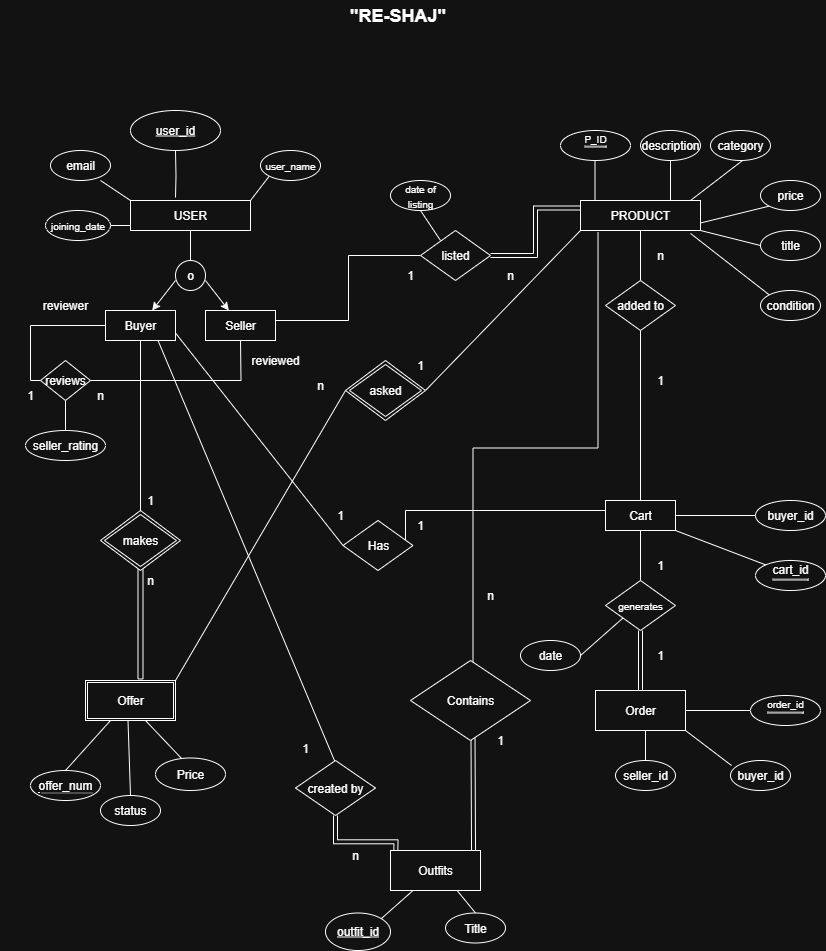 "RE-SHAJ"
user_id
email
user_name
joining_date
USER
o
Buyer
Seller
reviewer
reviewed
reviews
1
n
seller_rating
date of
listing
listed
1
n
P_ID
description
category
price
title
condition
PRODUCT
n
added to
1
asked
n
1
1
makes
n
1
Has
1
Cart
buyer_id
cart_id
1
generates
date
1
Order
order_id
seller_id
buyer_id
n
Contains
1
Offer
offer_num
status
Price
1
created by
n
Outfits
outfit_id
Title